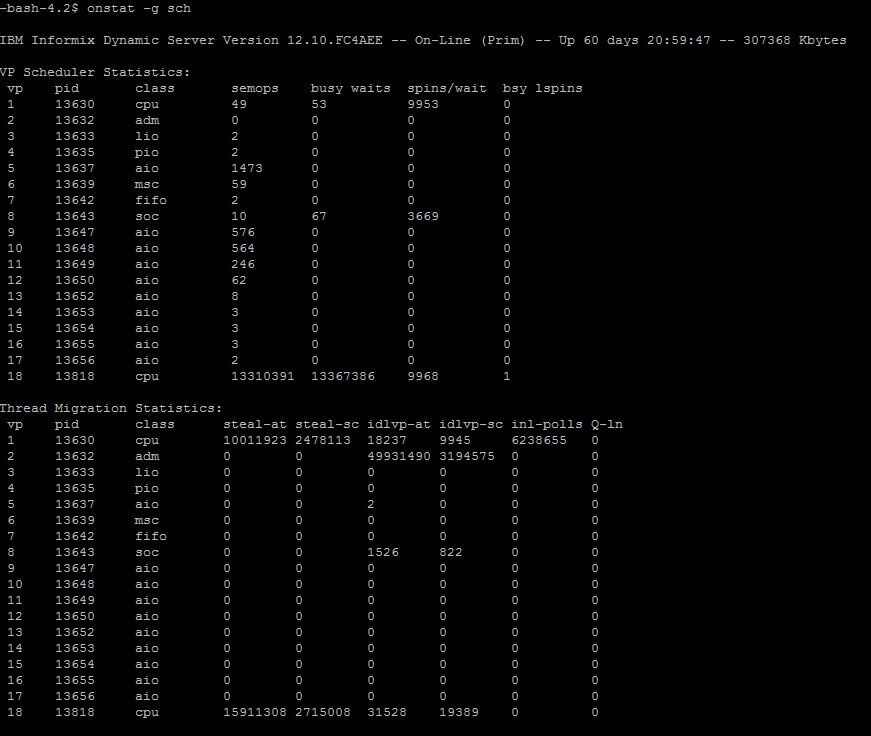 -bash-4.2$ onstat -g sch
IBM Informix Dynamic Server Version 12.10.FC4AEE -- On-Line (Prim) -- Up 60 days 20:59:47 -- 307368 Kbytes
VP Scheduler Statistics:
vp pid class semops busy waits spins/wait bsy lspins
1 13630 cpu 49 53 9953 0
2 13632 adm 0 0 0 0
3 13633 lio 2 0 0 0
4 13635 pio 2 0 0 0
5 13637 aio 1473 0 0 0
6 13639 msc 59 0 0 0
7 13642 fifo 2 0 0 0
8 13643 soc 10 67 3669 0
9 13647 aio 576 0 0 0
10 13648 aio 564 0 0 0
11 13649 aio 246 0 0 0
12 13650 aio 62 0 0 0
13 13652 aio 8 0 0 0
14 13653 aio 3 0 0 0
15 13654 aio 3 0 0 0
16 13655 aio 3 0 0 0
17 13656 aio 2 0 0 0
18 13818 cpu 13310391 13367386 9968 1
Thread Migration Statistics:
vp pid class steal-at steal-sc idlvp-at idlvp-sc inl-polls Q-ln
1 13630 cpu 10011923 2478113 18237 9945 6238655 0
2 13632 adm 0 0 49931490 3194575 0 0
3 13633 lio 0 0 0 0 0 0
4 13635 pio 0 0 0 0 0 0
5 13637 aio 0 0 2 0 0 0
6 13639 msc 0 0 0 0 0 0
7 13642 fifo 0 0 0 0 0 0
8 13643 soc 0 0 1526 822 0 0
9 13647 aio 0 0 0 0 0 0
10 13648 aio 0 0 0 0 0 0
11 13649 aio 0 0 0 0 0 0
12 13650 aio 0 0 0 0 0 0
13 13652 aio 0 0 0 0 0 0
14 13653 aio 0 0 0 0 0 0
15 13654 aio 0 0 0 0 0 0
16 13655 aio 0 0 0 0 0 0
17 13656 aio 0 0 0 0 0 0
18 13818 cpu 15911308 2715008 31528 19389 0 0